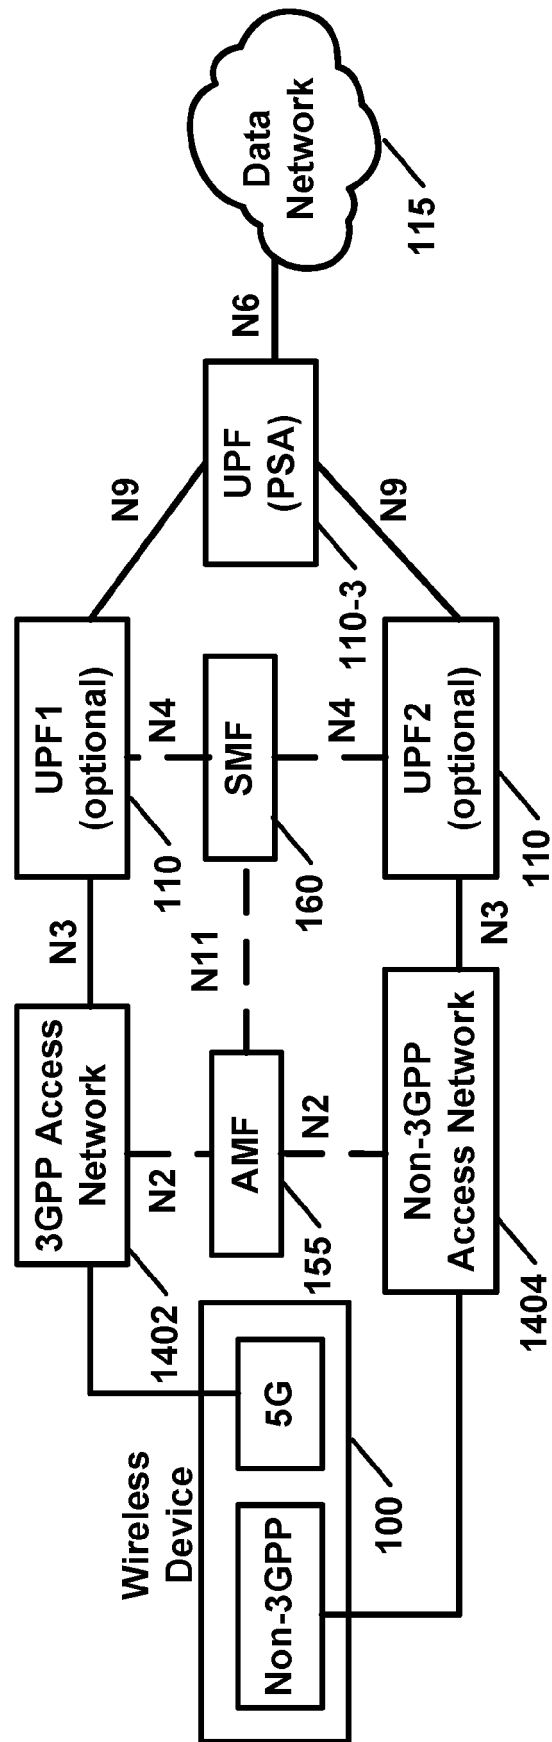 Wireless
Device
Non-3GPP
5G
100
3GPP Access
Network
1402
N2
AMF
155
N2
Non-3GPP
Access Network
1404
N3
N11
N3
UPF1
(optional)
110
N4
SMF
160
N4
UPF2
(optional)
110
N9
UPF
(PSA)
110-3
N9
N6
Data
Network
115